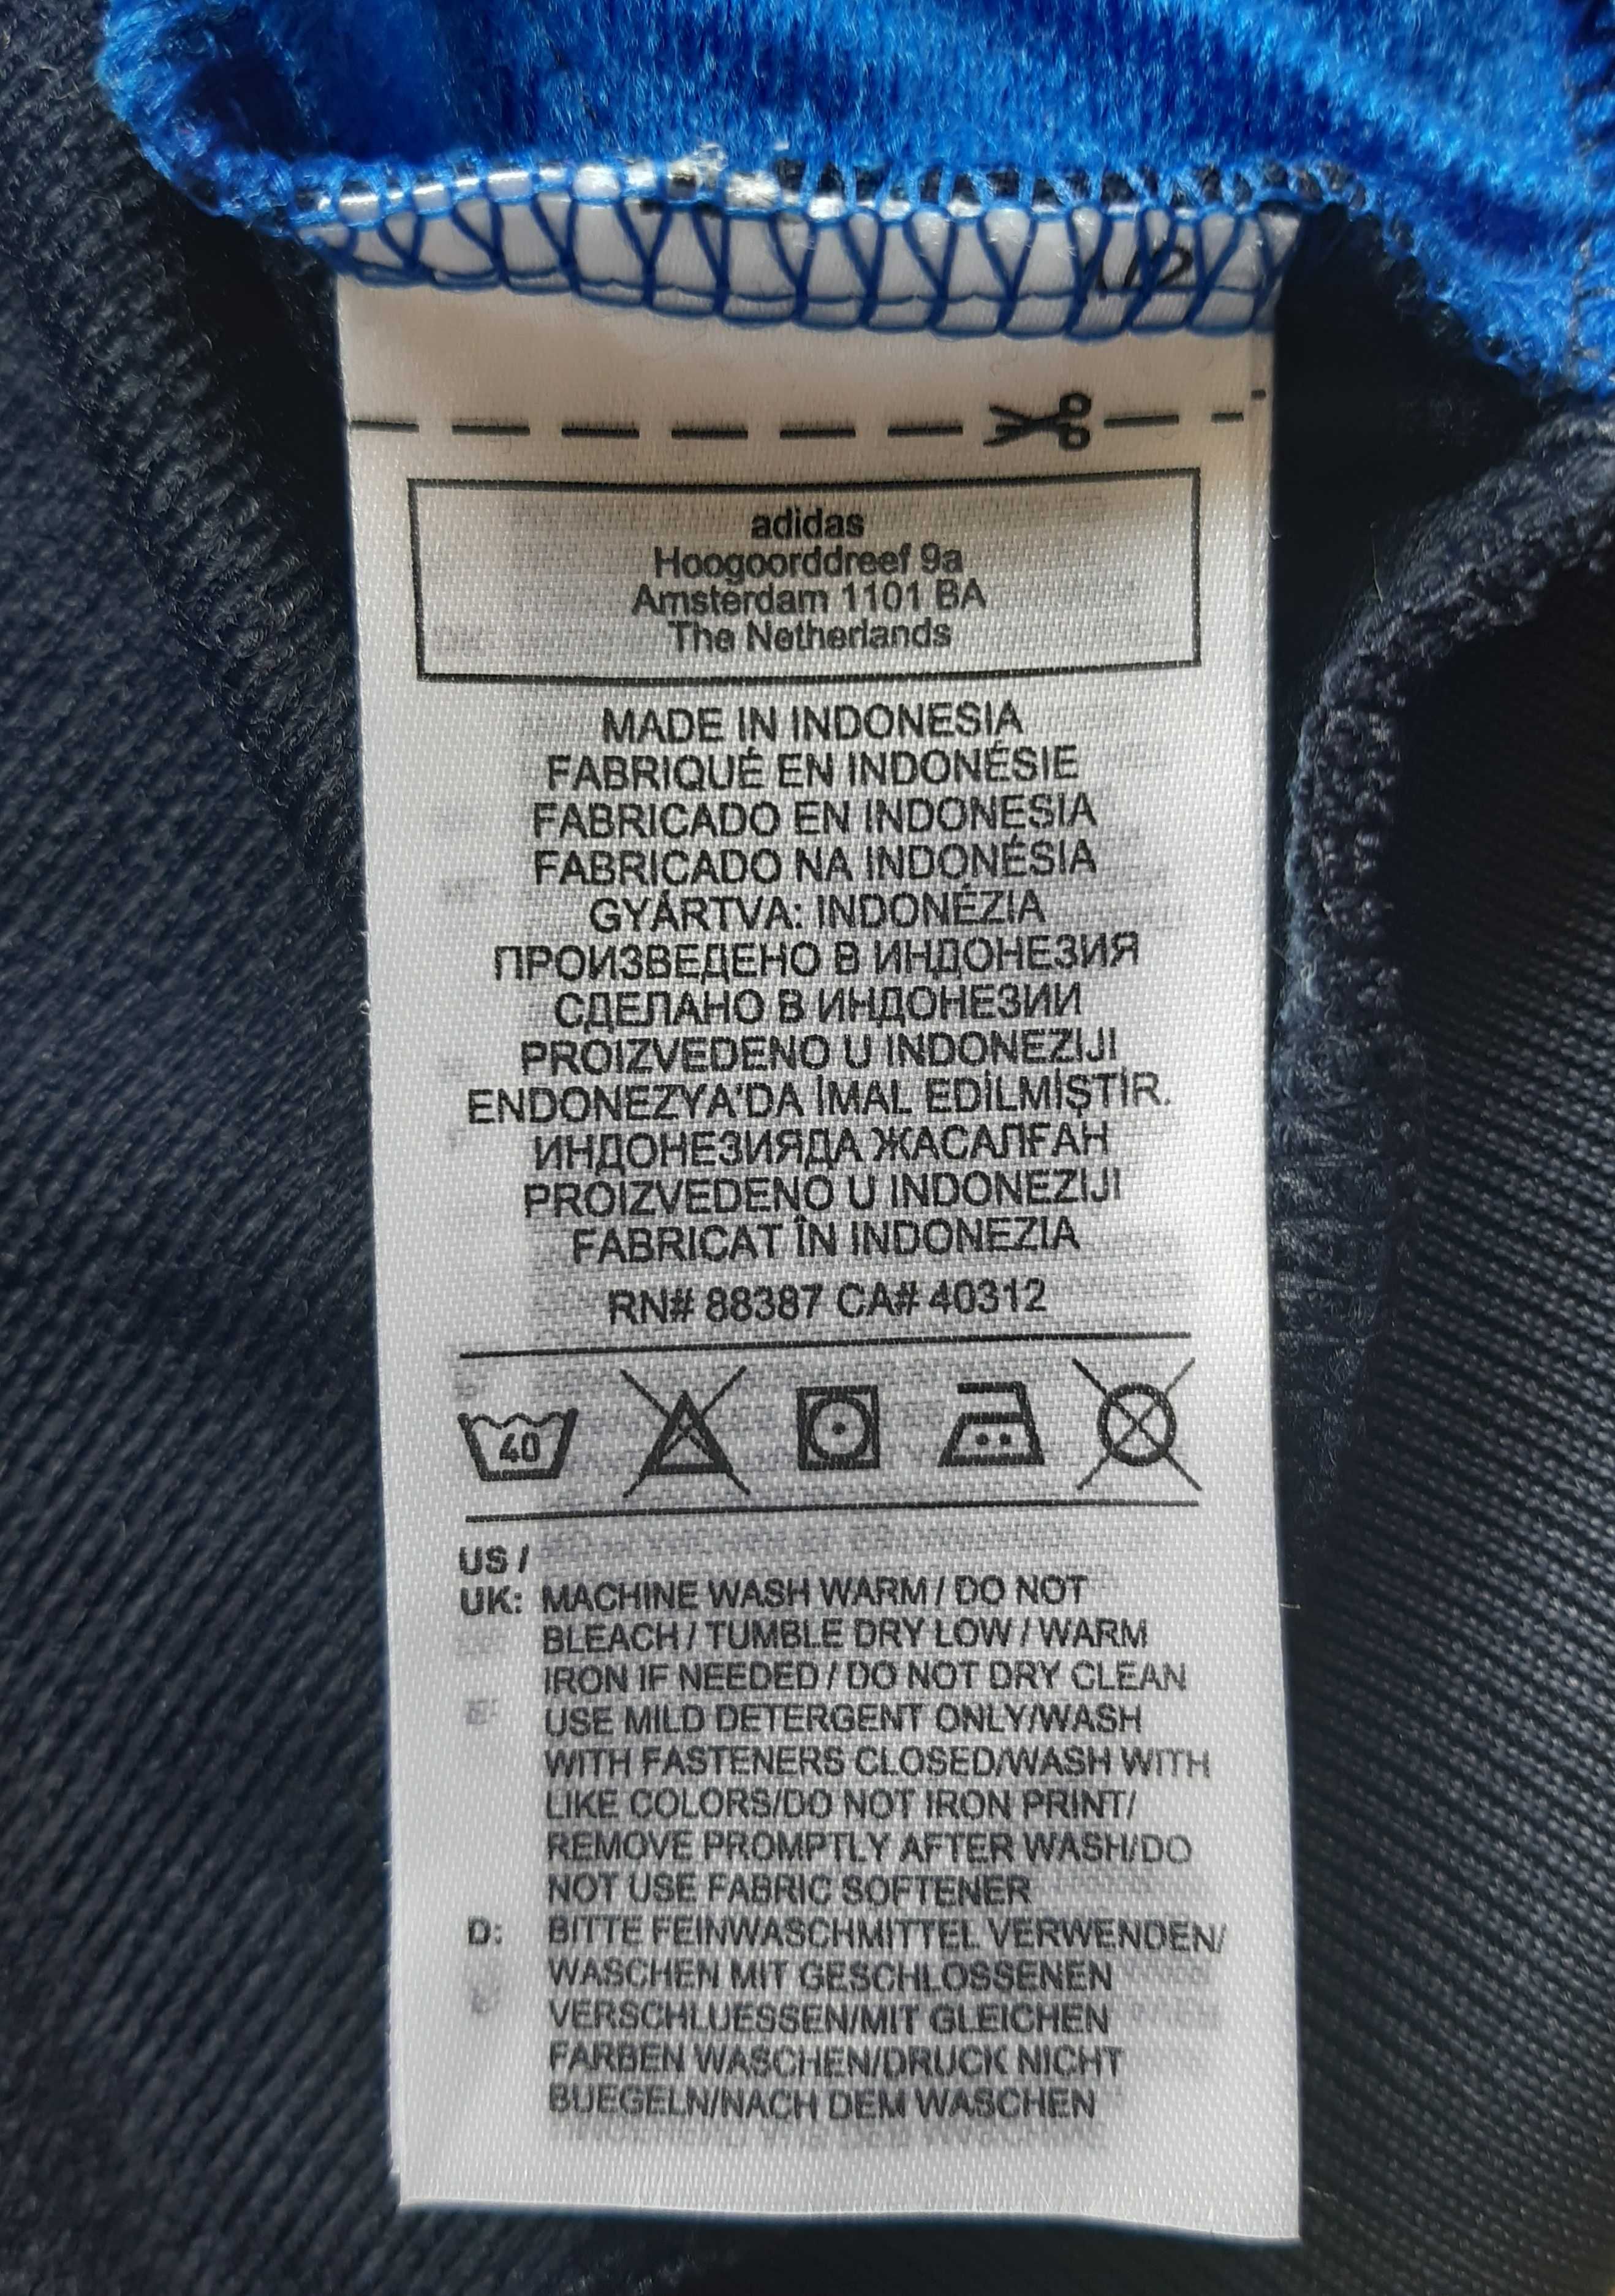 adidas
Hoogoorddreef 9a
Amsterdam 1101 BA
The Netherlands
MADE IN INDONESIA
FABRIQUÉ EN INDONÉSIE
FABRICADO EN INDONESIA
FABRICADO NA INDONÉSIA
GYÁRTVA: INDONÉZIA
ПРОИЗВЕДЕНО В ИНДОНЕЗИЯ
СДЕЛАНО В ИНДОНЕЗИИ
PROIZVEDENO U INDONEZIJI
ENDONEZYA'DA İMAL EDİLMİŞTİR.
ИНДОНЕЗИЯДА ЖАСАЛҒАН
PROIZVEDENO U INDONEZIJI
FABRICAT ÎN INDONEZIA
RN# 88387 CA# 40312
40
US /
UK: MACHINE WASH WARM / DO NOT
BLEACH / TUMBLE DRY LOW / WARM
IRON IF NEEDED / DO NOT DRY CLEAN
USE MILD DETERGENT ONLY/WASH
WITH FASTENERS CLOSED/WASH WITH
LIKE COLORS/DO NOT IRON PRINT/
REMOVE PROMPTLY AFTER WASH/DO
NOT USE FABRIC SOFTENER
D: BITTE FEINWASCHMITTEL VERWENDEN/
WASCHEN MIT GESCHLOSSENEN
VERSCHLUESSEN/MIT GLEICHEN
FARBEN WASCHEN/DRUCK NICHT
BUEGELN/NACH DEM WASCHEN